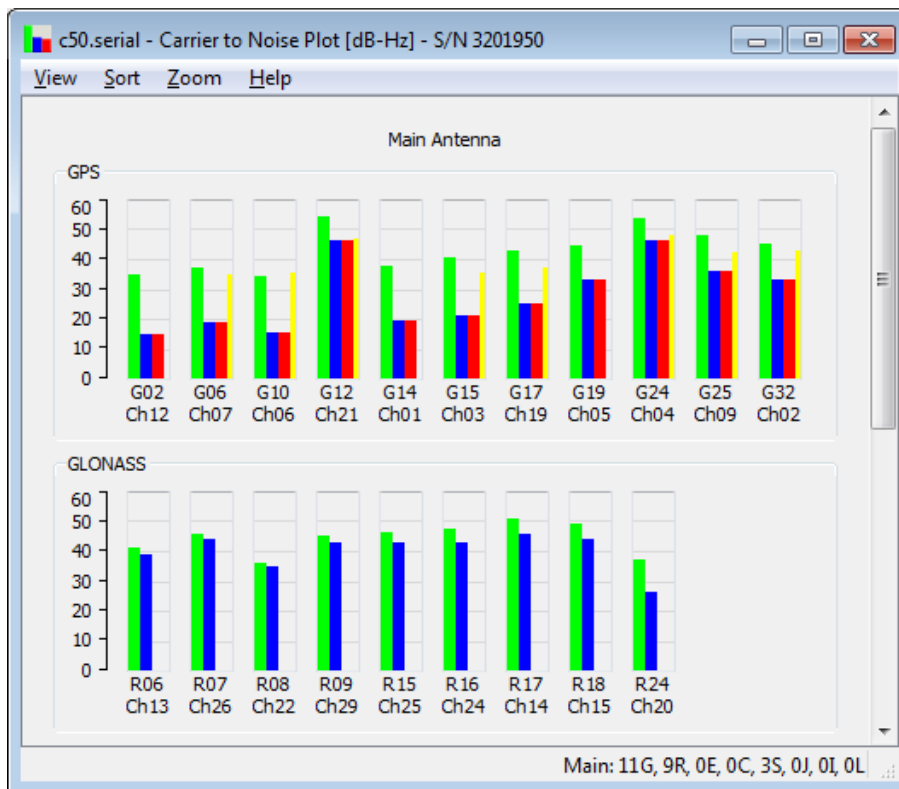 c50.serial - Carrier to Noise Plot [dB-Hz] - S/N 3201950
View Sort Zoom Help
Main Antenna
GPS
60
50
40
30
20
10
0
G02 G06 G10 G12 G14 G15 G17 G19 G24 G25 G32
Ch12 Ch07 Ch06 Ch21 Ch01 Ch03 Ch19 Ch05 Ch04 Ch09 Ch02
GLONASS
60
50
40
30
20
10
0
R06 R07 R08 R09 R15 R16 R17 R18 R24
Ch13 Ch26 Ch22 Ch29 Ch25 Ch24 Ch14 Ch15 Ch20
Main: 11G, 9R, 0E, 0C, 3S, 0J, 0I, 0L